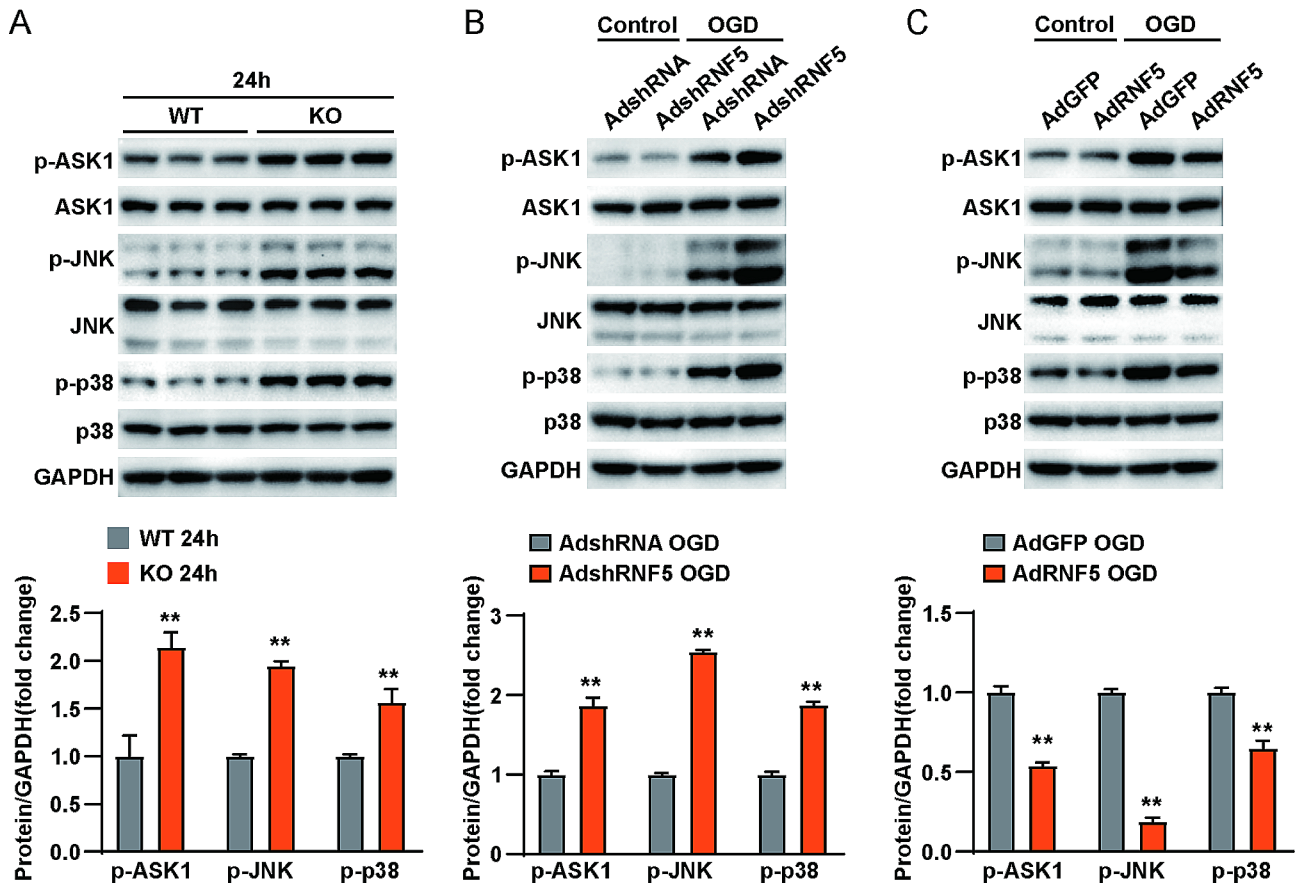 A
24h
WT KO
p-ASK1
ASK1
p-JNK
JNK
p-p38
p38
GAPDH
WT 24h
KO 24h
Protein/GAPDH(fold change)
2.5
2.0
1.5
1.0
0.5
0.0
** ** **
p-ASK1 p-JNK p-p38
B
Control OGD
AdshRNA AdshRNF5 AdshRNA AdshRNF5
p-ASK1
ASK1
p-JNK
JNK
p-p38
p38
GAPDH
AdshRNA OGD
AdshRNF5 OGD
Protein/GAPDH(fold change)
3
2
1
0
** ** **
p-ASK1 p-JNK p-p38
C
Control OGD
AdGFP AdRNF5 AdGFP AdRNF5
p-ASK1
ASK1
p-JNK
JNK
p-p38
p38
GAPDH
AdGFP OGD
AdRNF5 OGD
Protein/GAPDH(fold change)
1.5
1.0
0.5
0.0
** ** **
p-ASK1 p-JNK p-p38